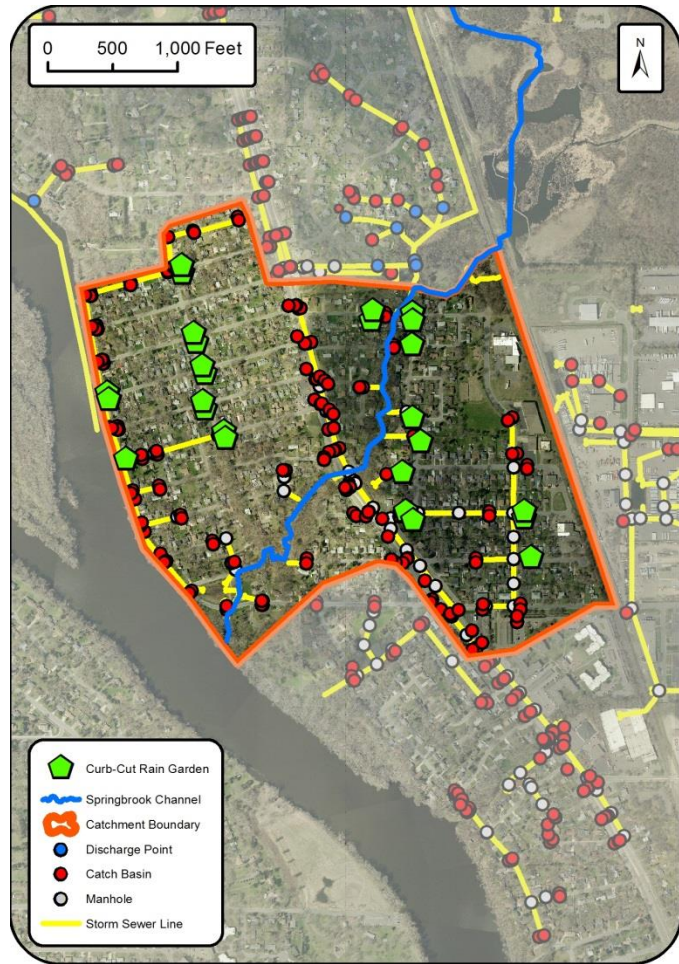 0 500 1,000 Feet
N
Curb-Cut Rain Garden
Springbrook Channel
Catchment Boundary
Discharge Point
Catch Basin
Manhole
Storm Sewer Line